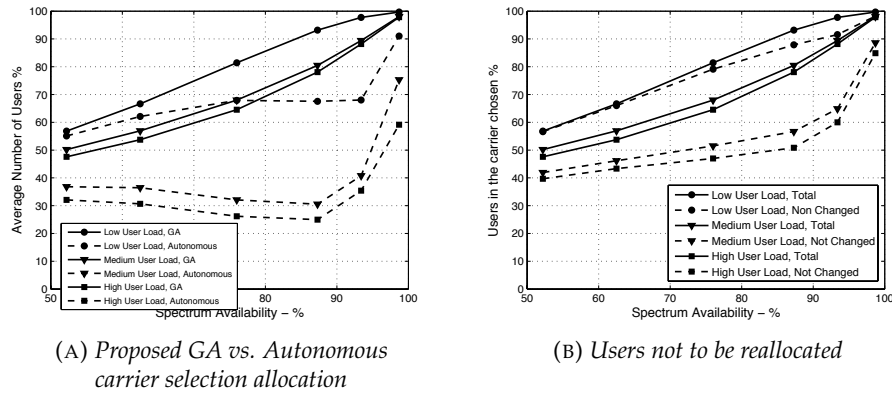 100
90
80
70
60
50
40
30
20
10
0
Average Number of Users %
Low User Load, GA
Low User Load, Autonomous
Medium User Load, GA
Medium User Load, Autonomous
High User Load, GA
High User Load, Autonomous
50
80
90
100
Spectrum Availability – %
(A) Proposed GA vs. Autonomous
carrier selection allocation
100
90
80
70
60
50
40
30
20
10
0
Users in the carrier chosen %
Low User Load, Total
Low User Load, Non Changed
Medium User Load, Total
Medium User Load, Not Changed
High User Load, Total
High User Load, Not Changed
50
60
70
80
90
100
Spectrum Availability – %
(B) Users not to be reallocated